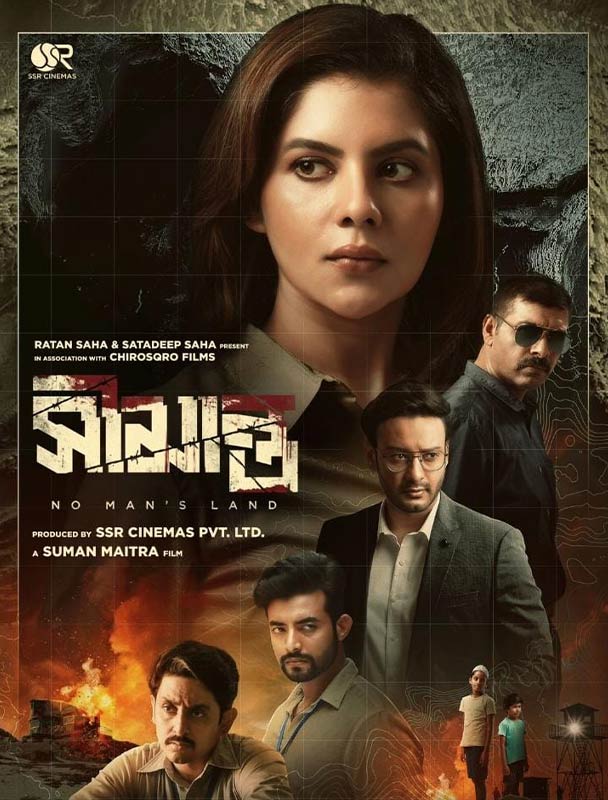 SSR
SSR CINEMAS
RATAN SAHA & SATADEEP SAHA PRESENT
IN ASSOCIATION WITH CHIROSQRO FILMS
সীমান্ত
NO MAN'S LAND
PRODUCED BY SSR CINEMAS PVT. LTD.
A SUMAN MAITRA FILM